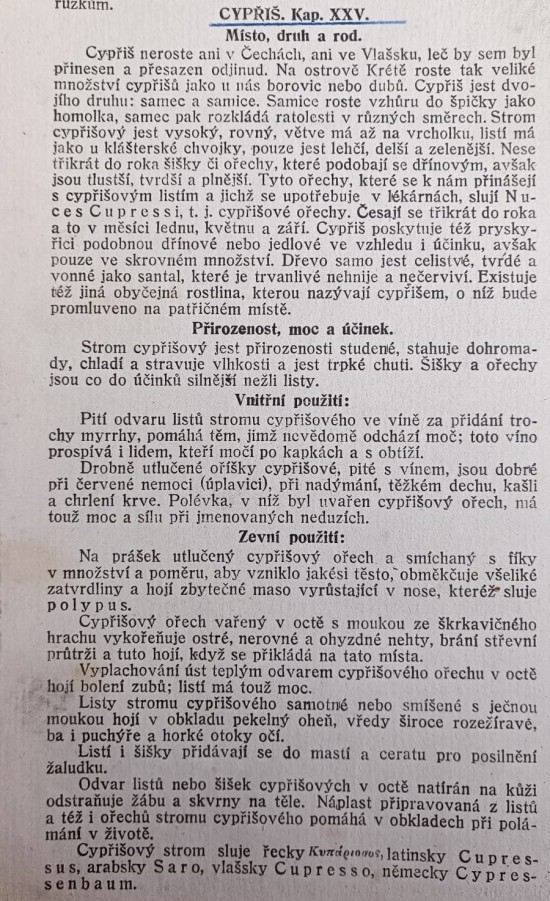 růzkům.
CYPŘIŠ. Kap. XXV.
Místo, druh a rod.
Cypřiš neroste ani v Čechách, ani ve Vlašsku, leč by sem byl
přinesen a přesazen odjinud. Na ostrově Krétě roste tak veliké
množství cypřišů jako u nás borovic nebo dubů. Cypřiš jest dvo-
jího druhu: samec a samice. Samice roste vzhůru do špičky jako
homolka, samec pak rozkládá ratolesti v různých směrech. Strom
cypřišový jest vysoký, rovný, větve má až na vrcholku, listí má
jako u klášterské chvojky, pouze jest lehčí, delší a zelenější. Nese
třikrát do roka šišky či ořechy, které podobají se dřínovým, avšak
jsou tlustší, tvrdší a plnější. Tyto ořechy, které se k nám přinášejí
s cypřišovým listím a jichž se upotřebuje v lékárnách, slují Nu-
ces Cupressi, t. j. cypřišové ořechy. Česají se třikrát do roka
a to v měsíci lednu, květnu a září. Cypřiš poskytuje též prysky-
řici podobnou dřínové nebo jedlové ve vzhledu i účinku, avšak
pouze ve skrovném množství. Dřevo samo jest celistvé, tvrdé a
vonné jako santal, které je trvanlivé nehnije a nečerviví. Existuje
též jiná obyčejná rostlina, kterou nazývají cypřišem, o níž bude
promluveno na patřičném místě.
Přirozenost, moc a účinek.
Strom cypřišový jest přirozenosti studené, stahuje dohroma-
dy, chladí a stravuje vlhkosti a jest trpké chuti. Šišky a ořechy
jsou co do účinků silnější nežli listy.
Vnitřní použití:
Pití odvaru listů stromu cypřišového ve víně za přidání tro-
chy myrrhy, pomáhá těm, jimž nevědomě odchází moč; toto víno
prospívá i lidem, kteří močí po kapkách a s obtíží.
Drobně utlučené oříšky cypřišové, pité s vínem, jsou dobré
při červené nemoci (úplavici), při nadýmání, těžkém dechu, kašli
a chrlení krve. Polévka, v níž byl uvařen cypřišový ořech, má
touž moc a sílu při jmenovaných neduzích.
Zevní použití:
Na prášek utlučený cypřišový ořech a smíchaný s fíky
v množství a poměru, aby vzniklo jakési těsto, obměkčuje všeliké
zatvrdliny a hojí zbytečné maso vyrůstající v nose, kteréž sluje
polypus.
Cypřišový ořech vařený v octě s moukou ze škrkavičného
hrachu vykořeňuje ostré, nerovné a ohyzdné nehty, brání střevní
průtrži a tuto hojí, když se přikládá na tato místa.
Vyplachování úst teplým odvarem cypřišového ořechu v octě
hojí bolení zubů; listí má touž moc.
Listy stromu cypřišového samotné nebo smíšené s ječnou
moukou hojí v obkladu pekelný oheň, vředy široce rozežíravé,
ba i puchýře a horké otoky očí.
Listí i šišky přidávají se do mastí a ceratu pro posilnění
žaludku.
Odvar listů nebo šišek cypřišových v octě natírán na kůži
odstraňuje žábu a skvrny na těle. Náplast připravovaná z listů
a též i ořechů stromu cypřišového pomáhá v obkladech při polá-
mání v životě.
Cypřišový strom sluje řecky Κυπάρισσος, latinsky Cupres-
sus, arabsky Saro, vlašsky Cupresso, německy Cypres-
senbaum.